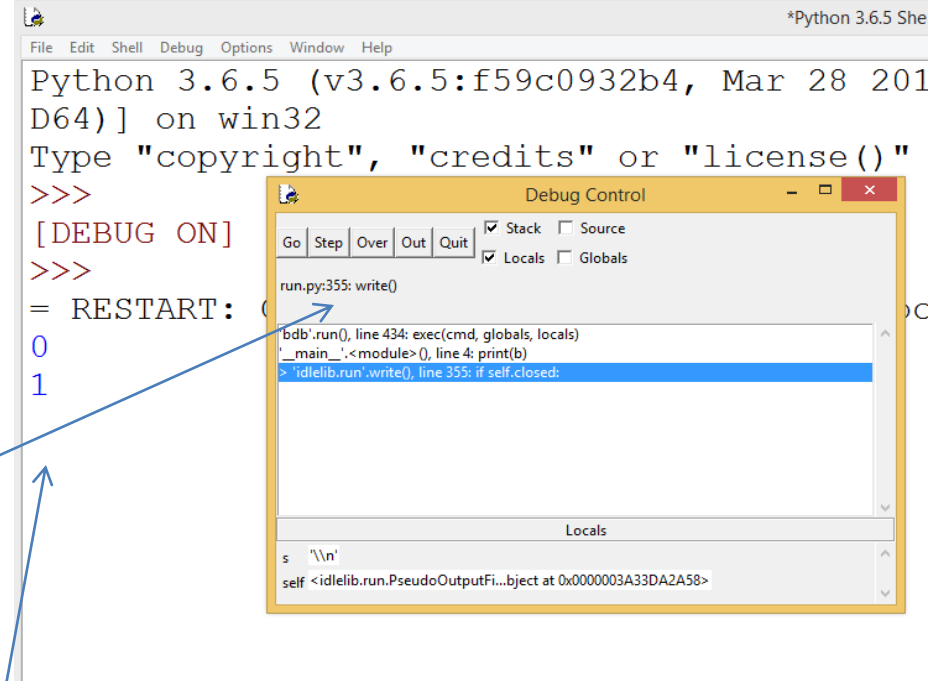 *Python 3.6.5 She
File Edit Shell Debug Options Window Help
Python 3.6.5 (v3.6.5:f59c0932b4, Mar 28 201
D64)] on win32
Type "copyright", "credits" or "license()"
>>>
[DEBUG ON]
>>>
= RESTART:
0
1
Debug Control
Go Step Over Out Quit
Stack Source
Locals Globals
run.py:355: write()
'bdb'.run(), line 434: exec(cmd, globals, locals)
'__main__'.<module>(), line 4: print(b)
> 'idlelib.run'.write(), line 355: if self.closed:
Locals
s '\\n'
self <idlelib.run.PseudoOutputFi...bject at 0x0000003A33DA2A58>